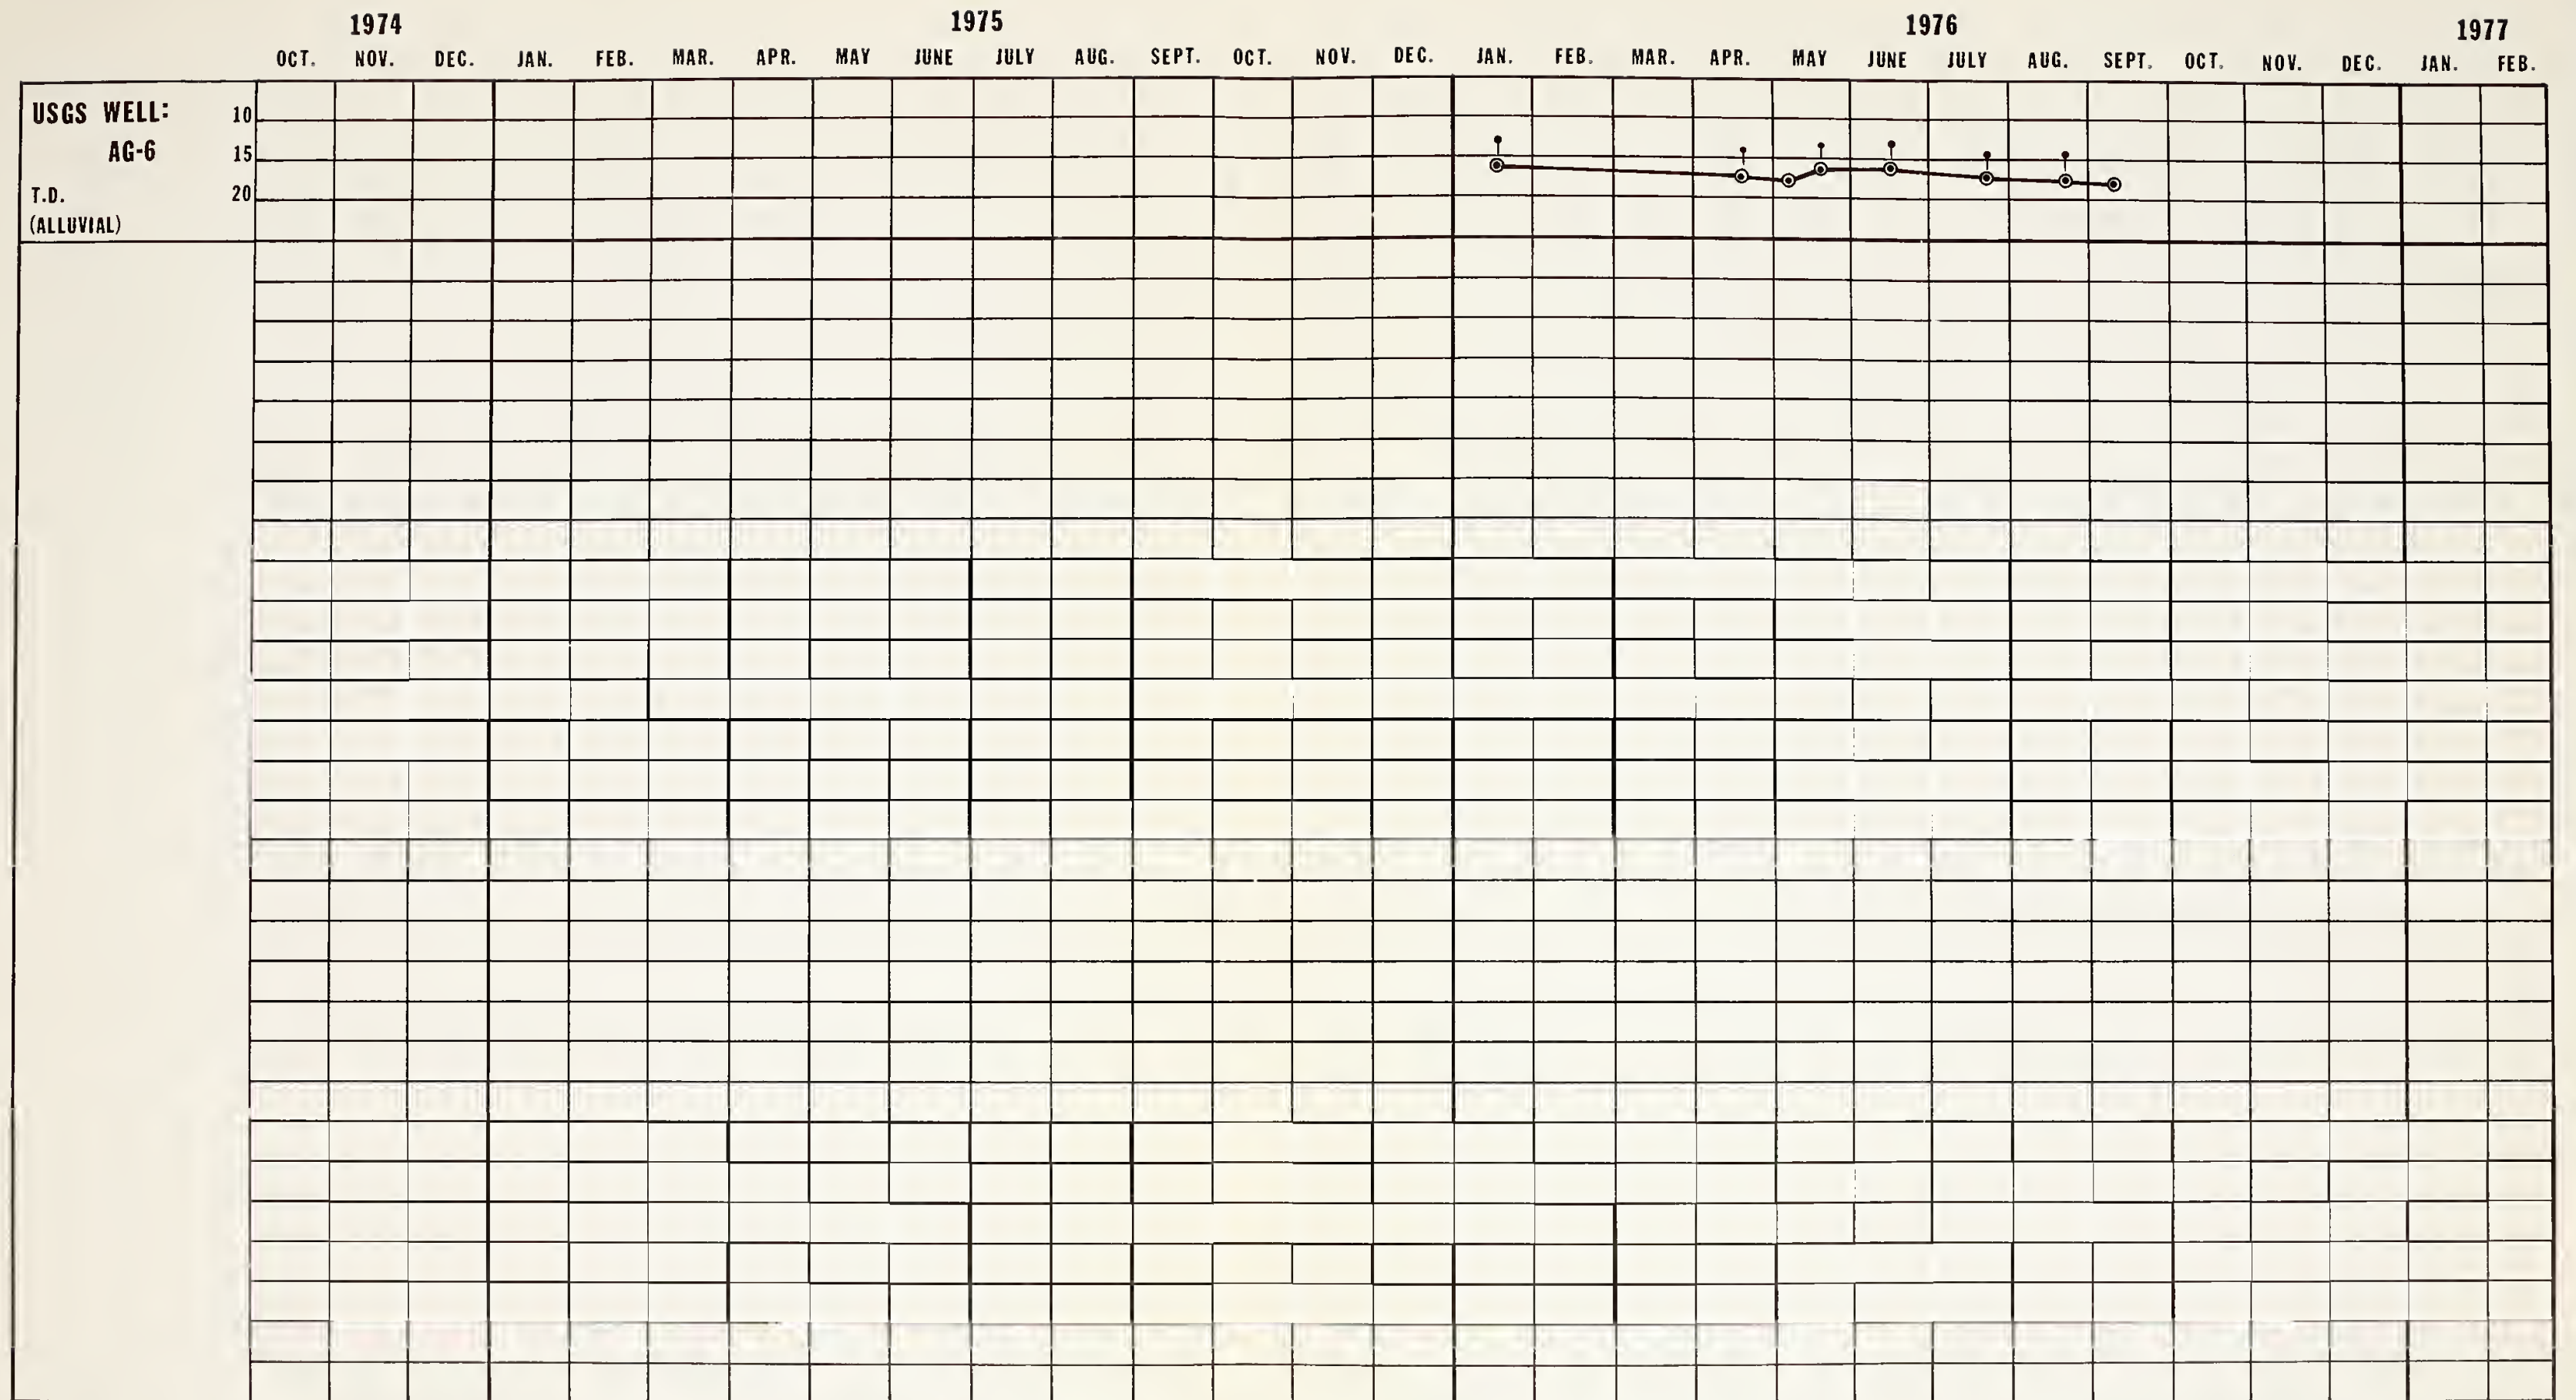 1974 1975 1976 1977
OCT. NOV. DEC. JAN. FEB. MAR. APR. MAY JUNE JULY AUG. SEPT. OCT. NOV. DEC. JAN. FEB. MAR. APR. MAY JUNE JULY AUG. SEPT. OCT. NOV. DEC. JAN. FEB.
USGS WELL: 10
AG-6 15
T.D. 20
(ALLUVIAL)